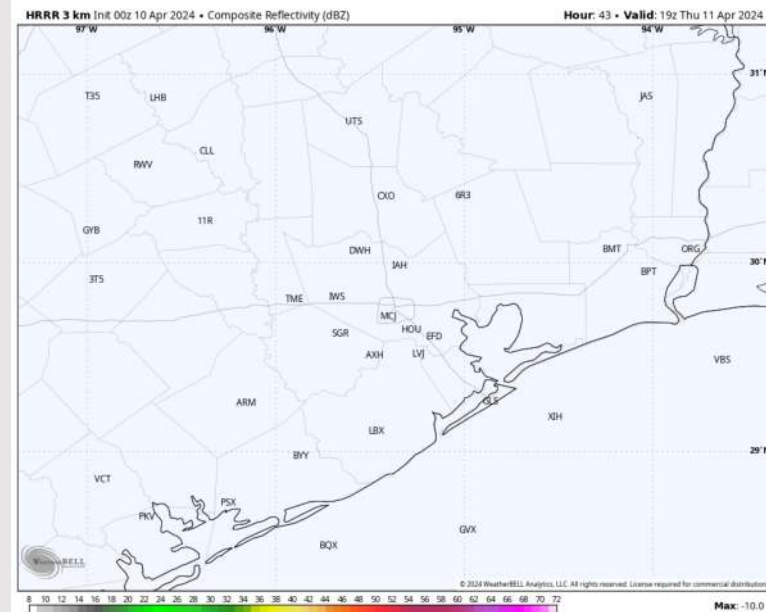 HRRR 3 km Init 00z 10 Apr 2024 • Composite Reflectivity (dBZ) Hour: 43 • Valid: 19z Thu 11 Apr 2024
97°W 96°W 95°W 94°W
31°N
T35 LHB JAS
UTS
CLL
RWV
CXO 6R3
11R
GYB
DWH BMT ORG 30°N
IAH
BPT
3T5
TME IWS
MCJ
SGR HOU EFD
AXH LVJ VBS
ARM GLS
XIH
LBX
BYY 29°N
VCT
PSX
PKV
GVX
BQX
WeatherBELL
© 2024 WeatherBELL Analytics, LLC. All rights reserved. License required for commercial distribution.
8 10 12 14 16 18 20 22 24 26 28 30 32 34 36 38 40 42 44 46 48 50 52 54 56 58 60 62 64 66 68 70 72
Max: -10.0